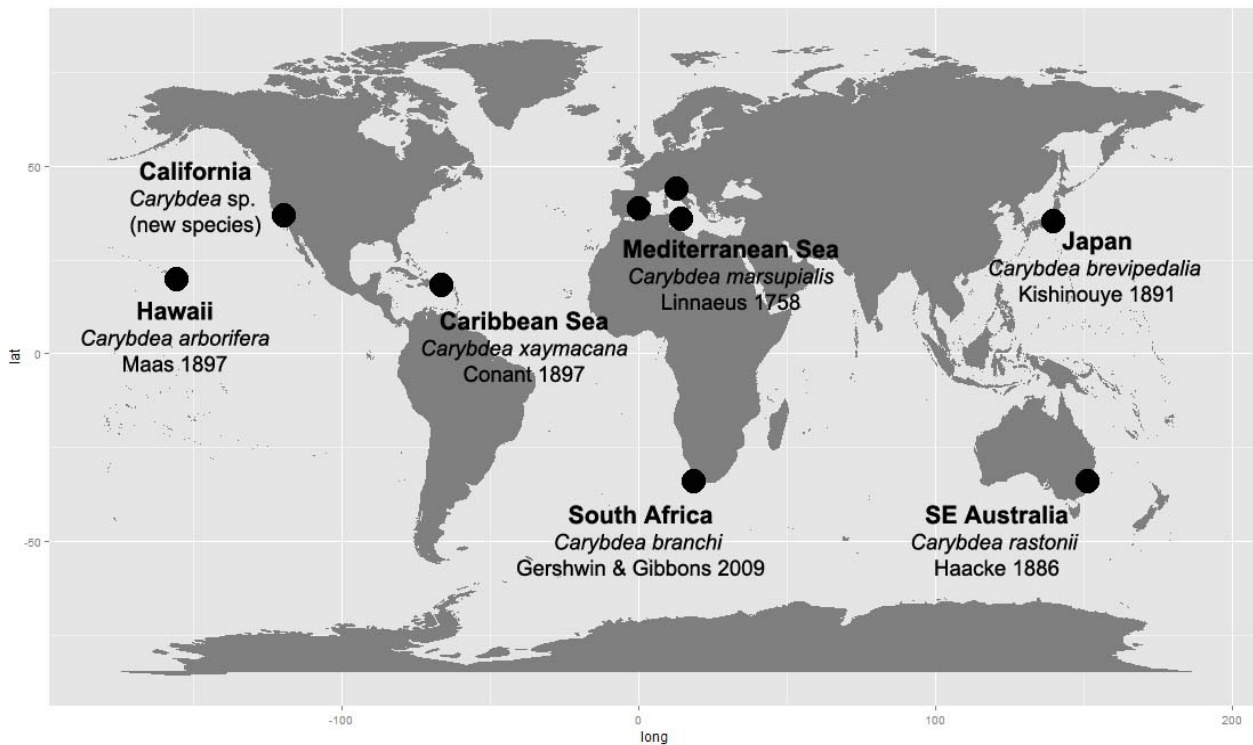 California
Carybdea sp.
(new species)
Hawaii
Carybdea arborifera
Maas 1897
Caribbean Sea
Carybdea xaymacana
Conant 1897
Mediterranean Sea
Carybdea marsupialis
Linnaeus 1758
Japan
Carybdea brevipedalia
Kishinouye 1891
South Africa
Carybdea branchi
Gershwin & Gibbons 2009
SE Australia
Carybdea rastonii
Haacke 1886
lat
50
0
-50
-100
0
100
200
long